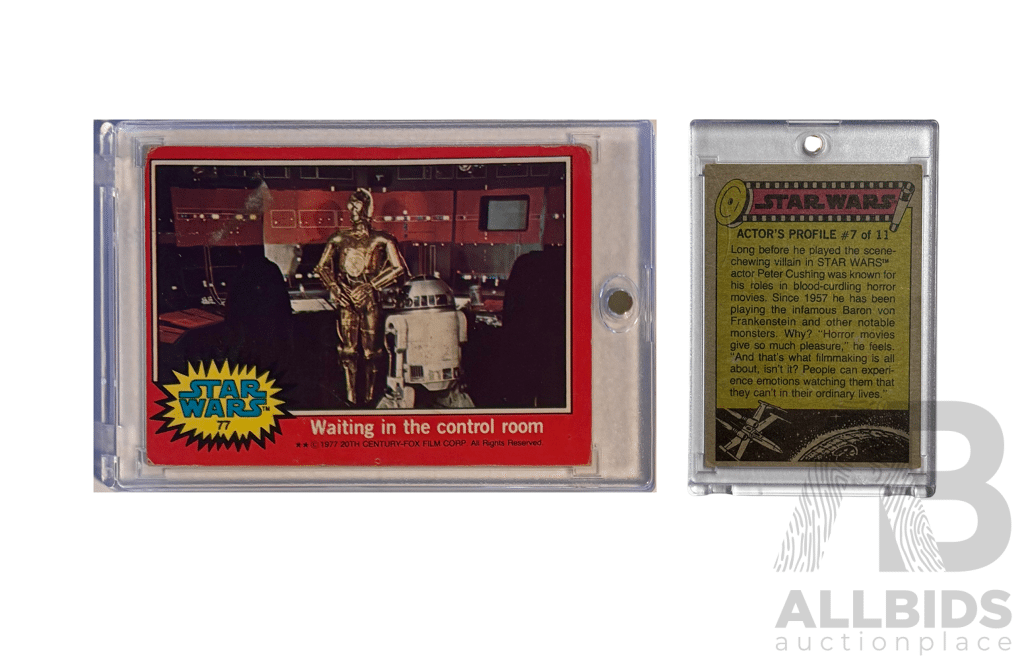 STAR
WARS™
77
Waiting in the control room
★★ © 1977 20TH CENTURY-FOX FILM CORP. All Rights Reserved.
STAR WARS
ACTOR'S PROFILE #7 of 11
Long before he played the scene-
chewing villain in STAR WARS™
actor Peter Cushing was known for
his roles in blood-curdling horror
movies. Since 1957 he has been
playing the infamous Baron von
Frankenstein and other notable
monsters. Why? "Horror movies
give so much pleasure," he feels.
"And that's what filmmaking is all
about, isn't it? People can experi-
ence emotions watching them that
they can't in their ordinary lives."
AB
ALLBIDS
auctionplace